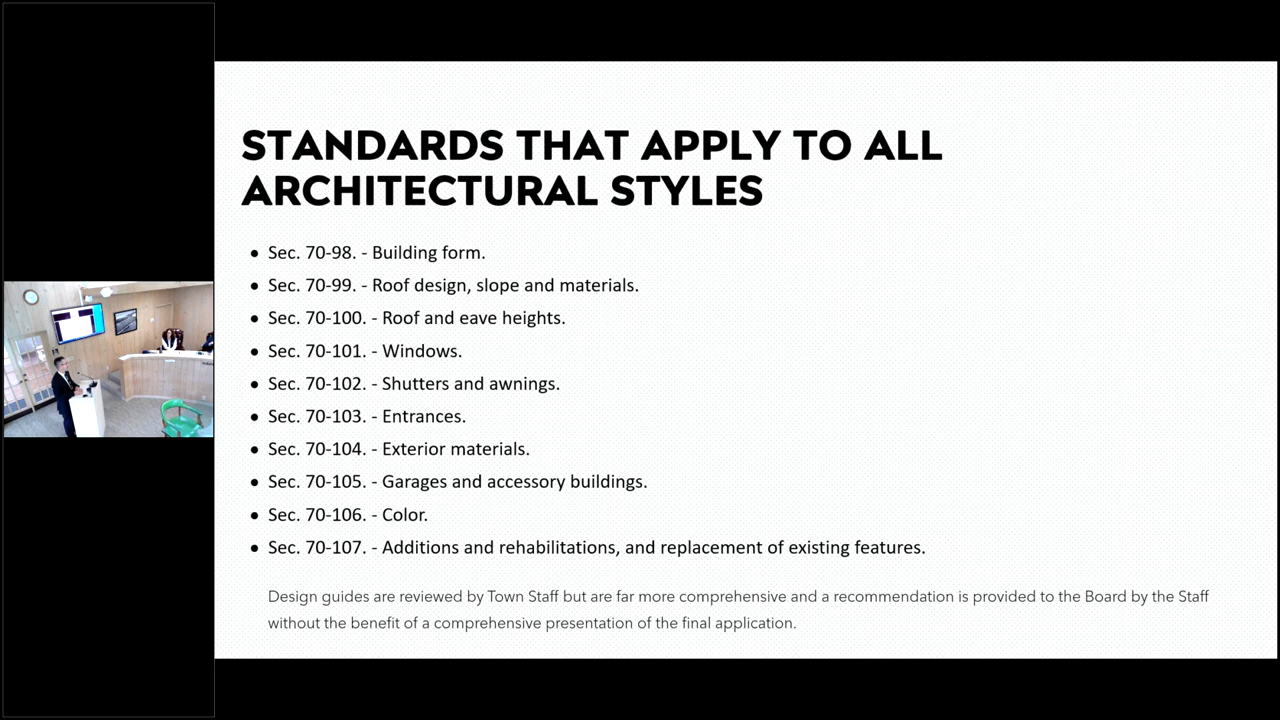 STANDARDS THAT APPLY TO ALL
ARCHITECTURAL STYLES
• Sec. 70-98. - Building form.
• Sec. 70-99. - Roof design, slope and materials.
• Sec. 70-100. - Roof and eave heights.
• Sec. 70-101. - Windows.
• Sec. 70-102. - Shutters and awnings.
• Sec. 70-103. - Entrances.
• Sec. 70-104. - Exterior materials.
• Sec. 70-105. - Garages and accessory buildings.
• Sec. 70-106. - Color.
• Sec. 70-107. - Additions and rehabilitations, and replacement of existing features.
Design guides are reviewed by Town Staff but are far more comprehensive and a recommendation is provided to the Board by the Staff
without the benefit of a comprehensive presentation of the final application.